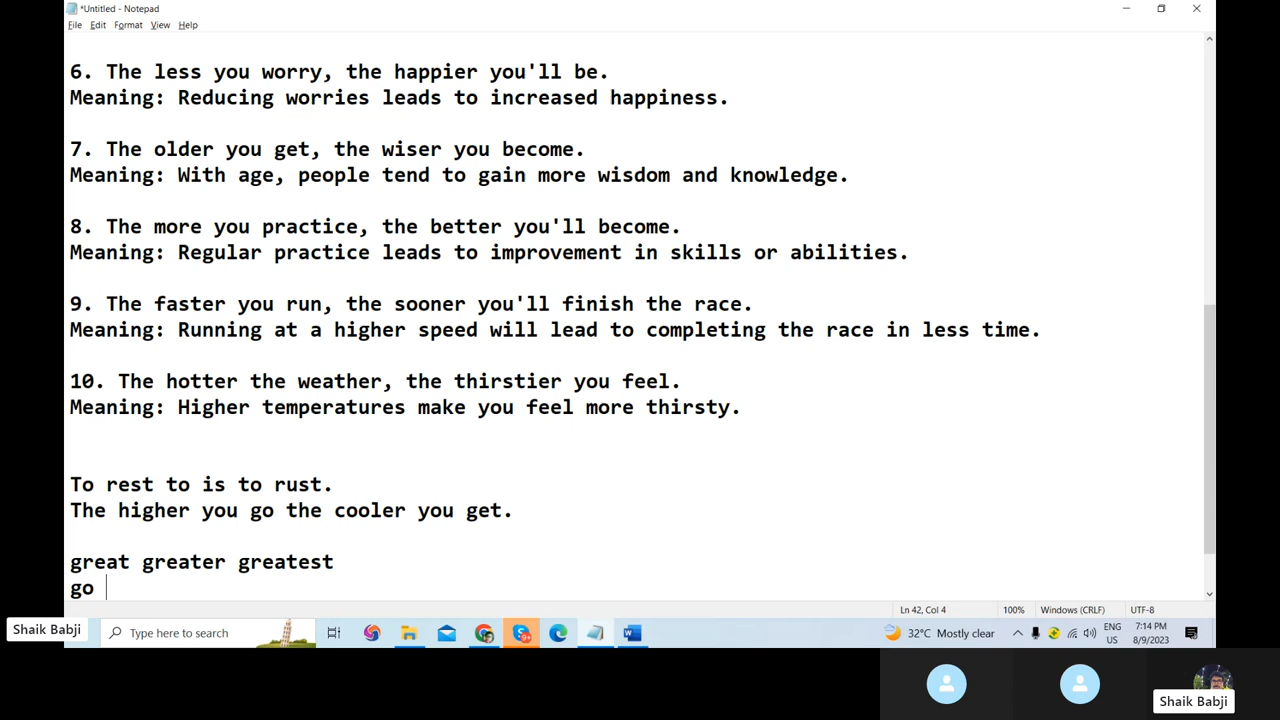 *Untitled - Notepad
File Edit Format View Help
6. The less you worry, the happier you'll be.
Meaning: Reducing worries leads to increased happiness.
7. The older you get, the wiser you become.
Meaning: With age, people tend to gain more wisdom and knowledge.
8. The more you practice, the better you'll become.
Meaning: Regular practice leads to improvement in skills or abilities.
9. The faster you run, the sooner you'll finish the race.
Meaning: Running at a higher speed will lead to completing the race in less time.
10. The hotter the weather, the thirstier you feel.
Meaning: Higher temperatures make you feel more thirsty.
To rest to is to rust.
The higher you go the cooler you get.
great greater greatest
go
Ln 42, Col 4 100% Windows (CRLF) UTF-8
Shaik Babji
Type here to search
32°C Mostly clear
ENG
US
7:14 PM
8/9/2023
Shaik Babji